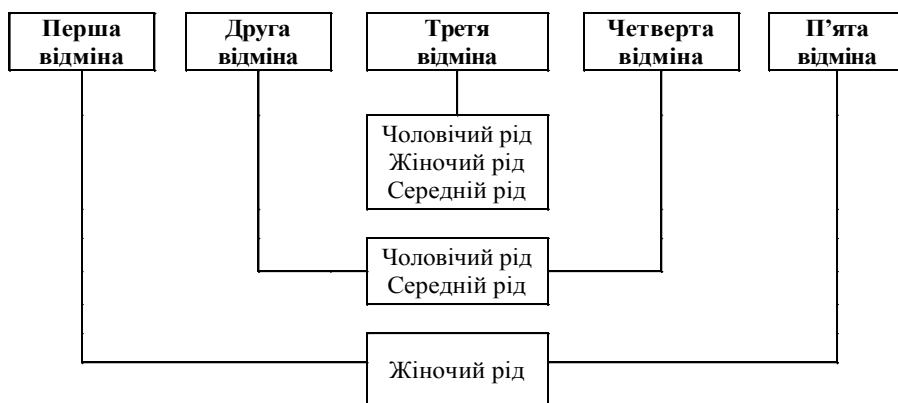 Перша
відміна
Друга
відміна
Третя
відміна
Четверта
відміна
П’ята
відміна
Чоловічий рід
Жіночий рід
Середній рід
Чоловічий рід
Середній рід
Жіночий рід